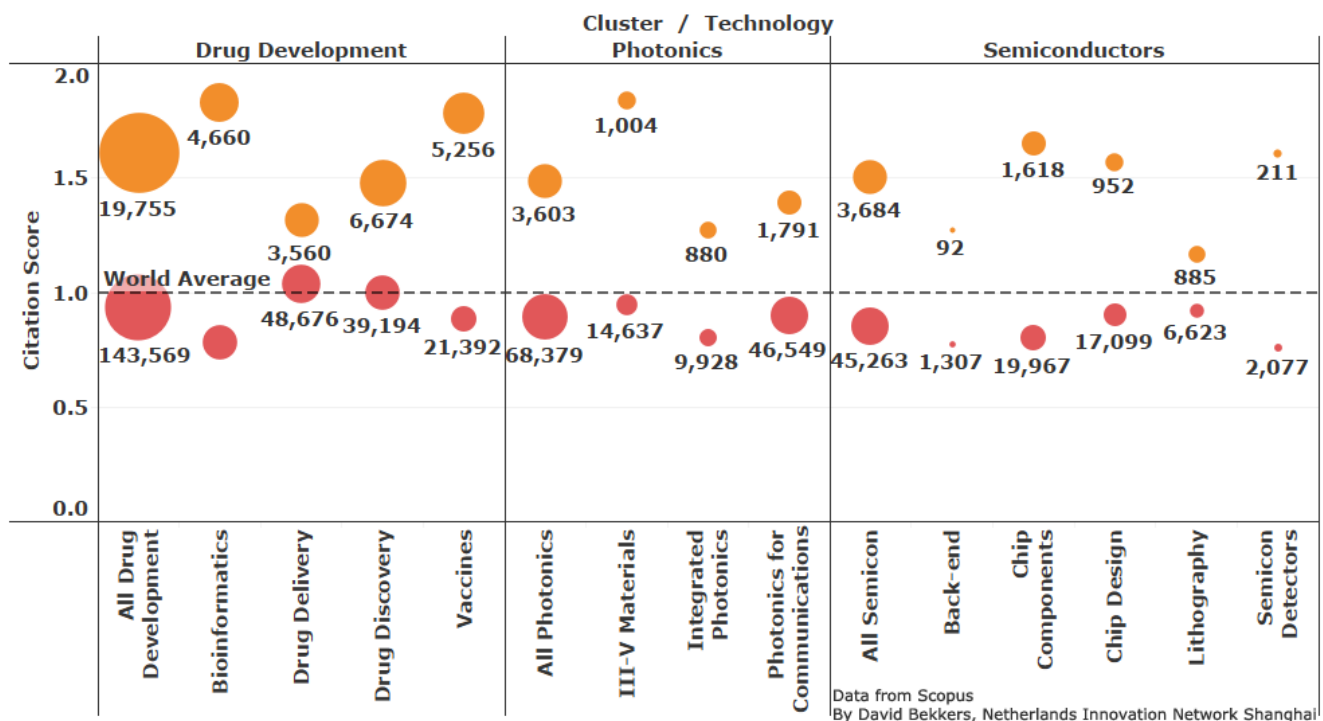 Cluster / Technology
Drug Development
Photonics
Semiconductors
Citation Score
2.0
1.5
1.0
0.5
0.0
World Average
19,755
4,660
3,560
6,674
5,256
143,569
48,676
39,194
21,392
3,603
1,004
880
1,791
68,379
14,637
9,928
46,549
3,684
92
1,618
952
885
211
45,263
1,307
19,967
17,099
6,623
2,077
All Drug
Development
Bioinformatics
Drug Delivery
Drug Discovery
Vaccines
All Photonics
III-V Materials
Integrated
Photonics
Photonics for
Communications
All Semicon
Back-end
Chip
Components
Chip Design
Lithography
Semicon
Detectors
Data from Scopus
By David Bekkers, Netherlands Innovation Network Shanghai